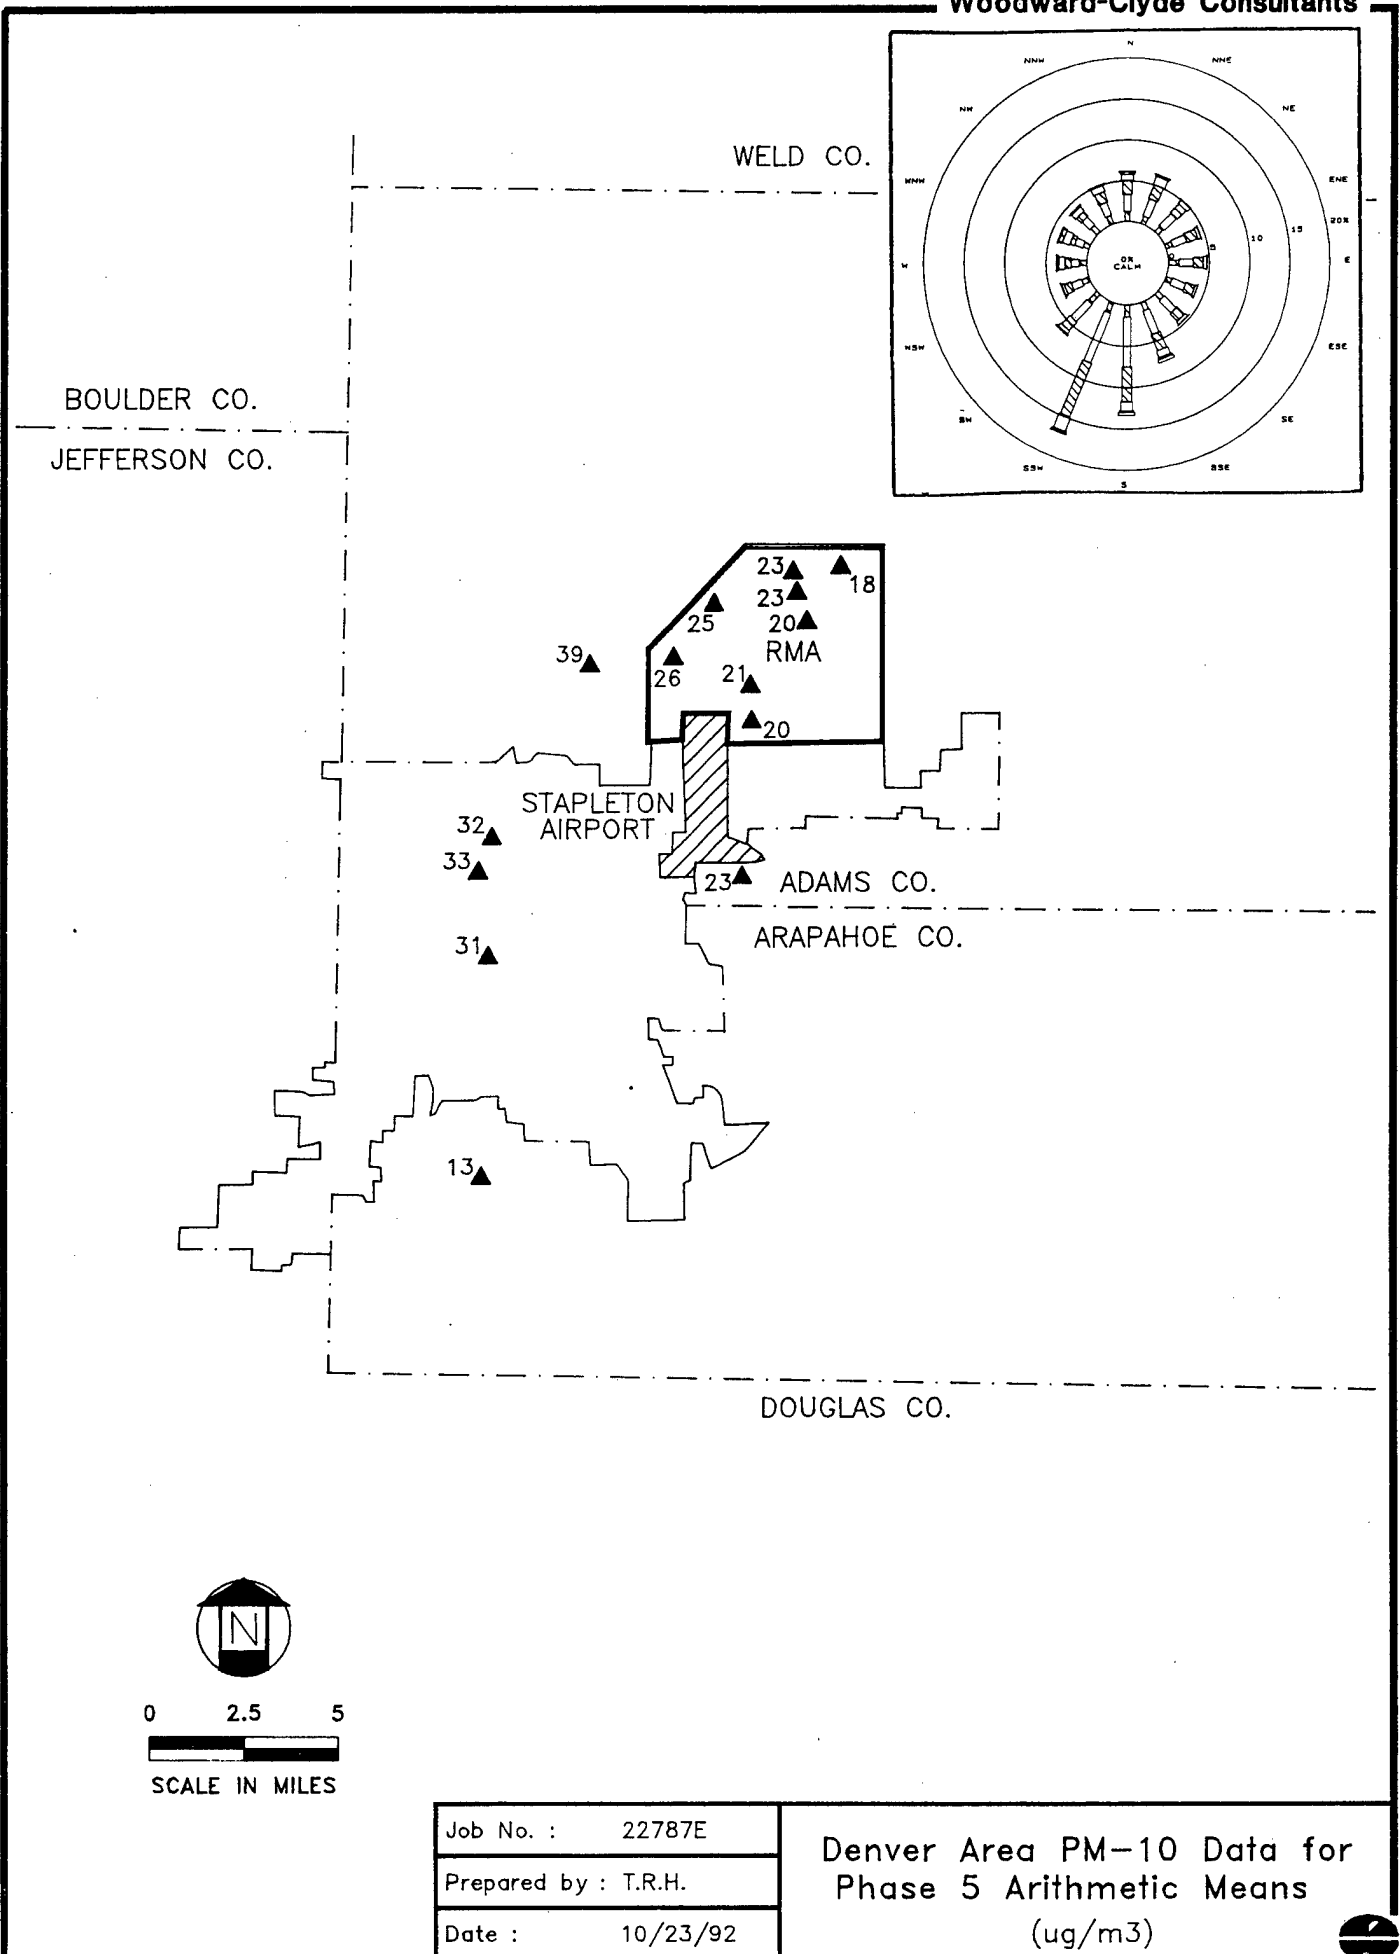 Woodward-Clyde Consultants
N
NNW
NNE
NW
NE
WNW
ENE
20%
15
10
5
W
E
0%
CALM
WSW
ESE
SW
SE
SSW
SSE
S
WELD CO.
BOULDER CO.
JEFFERSON CO.
23
18
23
25
20
RMA
39
26
21
20
STAPLETON
AIRPORT
32
33
23
ADAMS CO.
ARAPAHOE CO.
31
13
DOUGLAS CO.
N
0 2.5 5
SCALE IN MILES
Job No. : 22787E
Prepared by : T.R.H.
Date : 10/23/92
Denver Area PM-10 Data for
Phase 5 Arithmetic Means
(ug/m3)